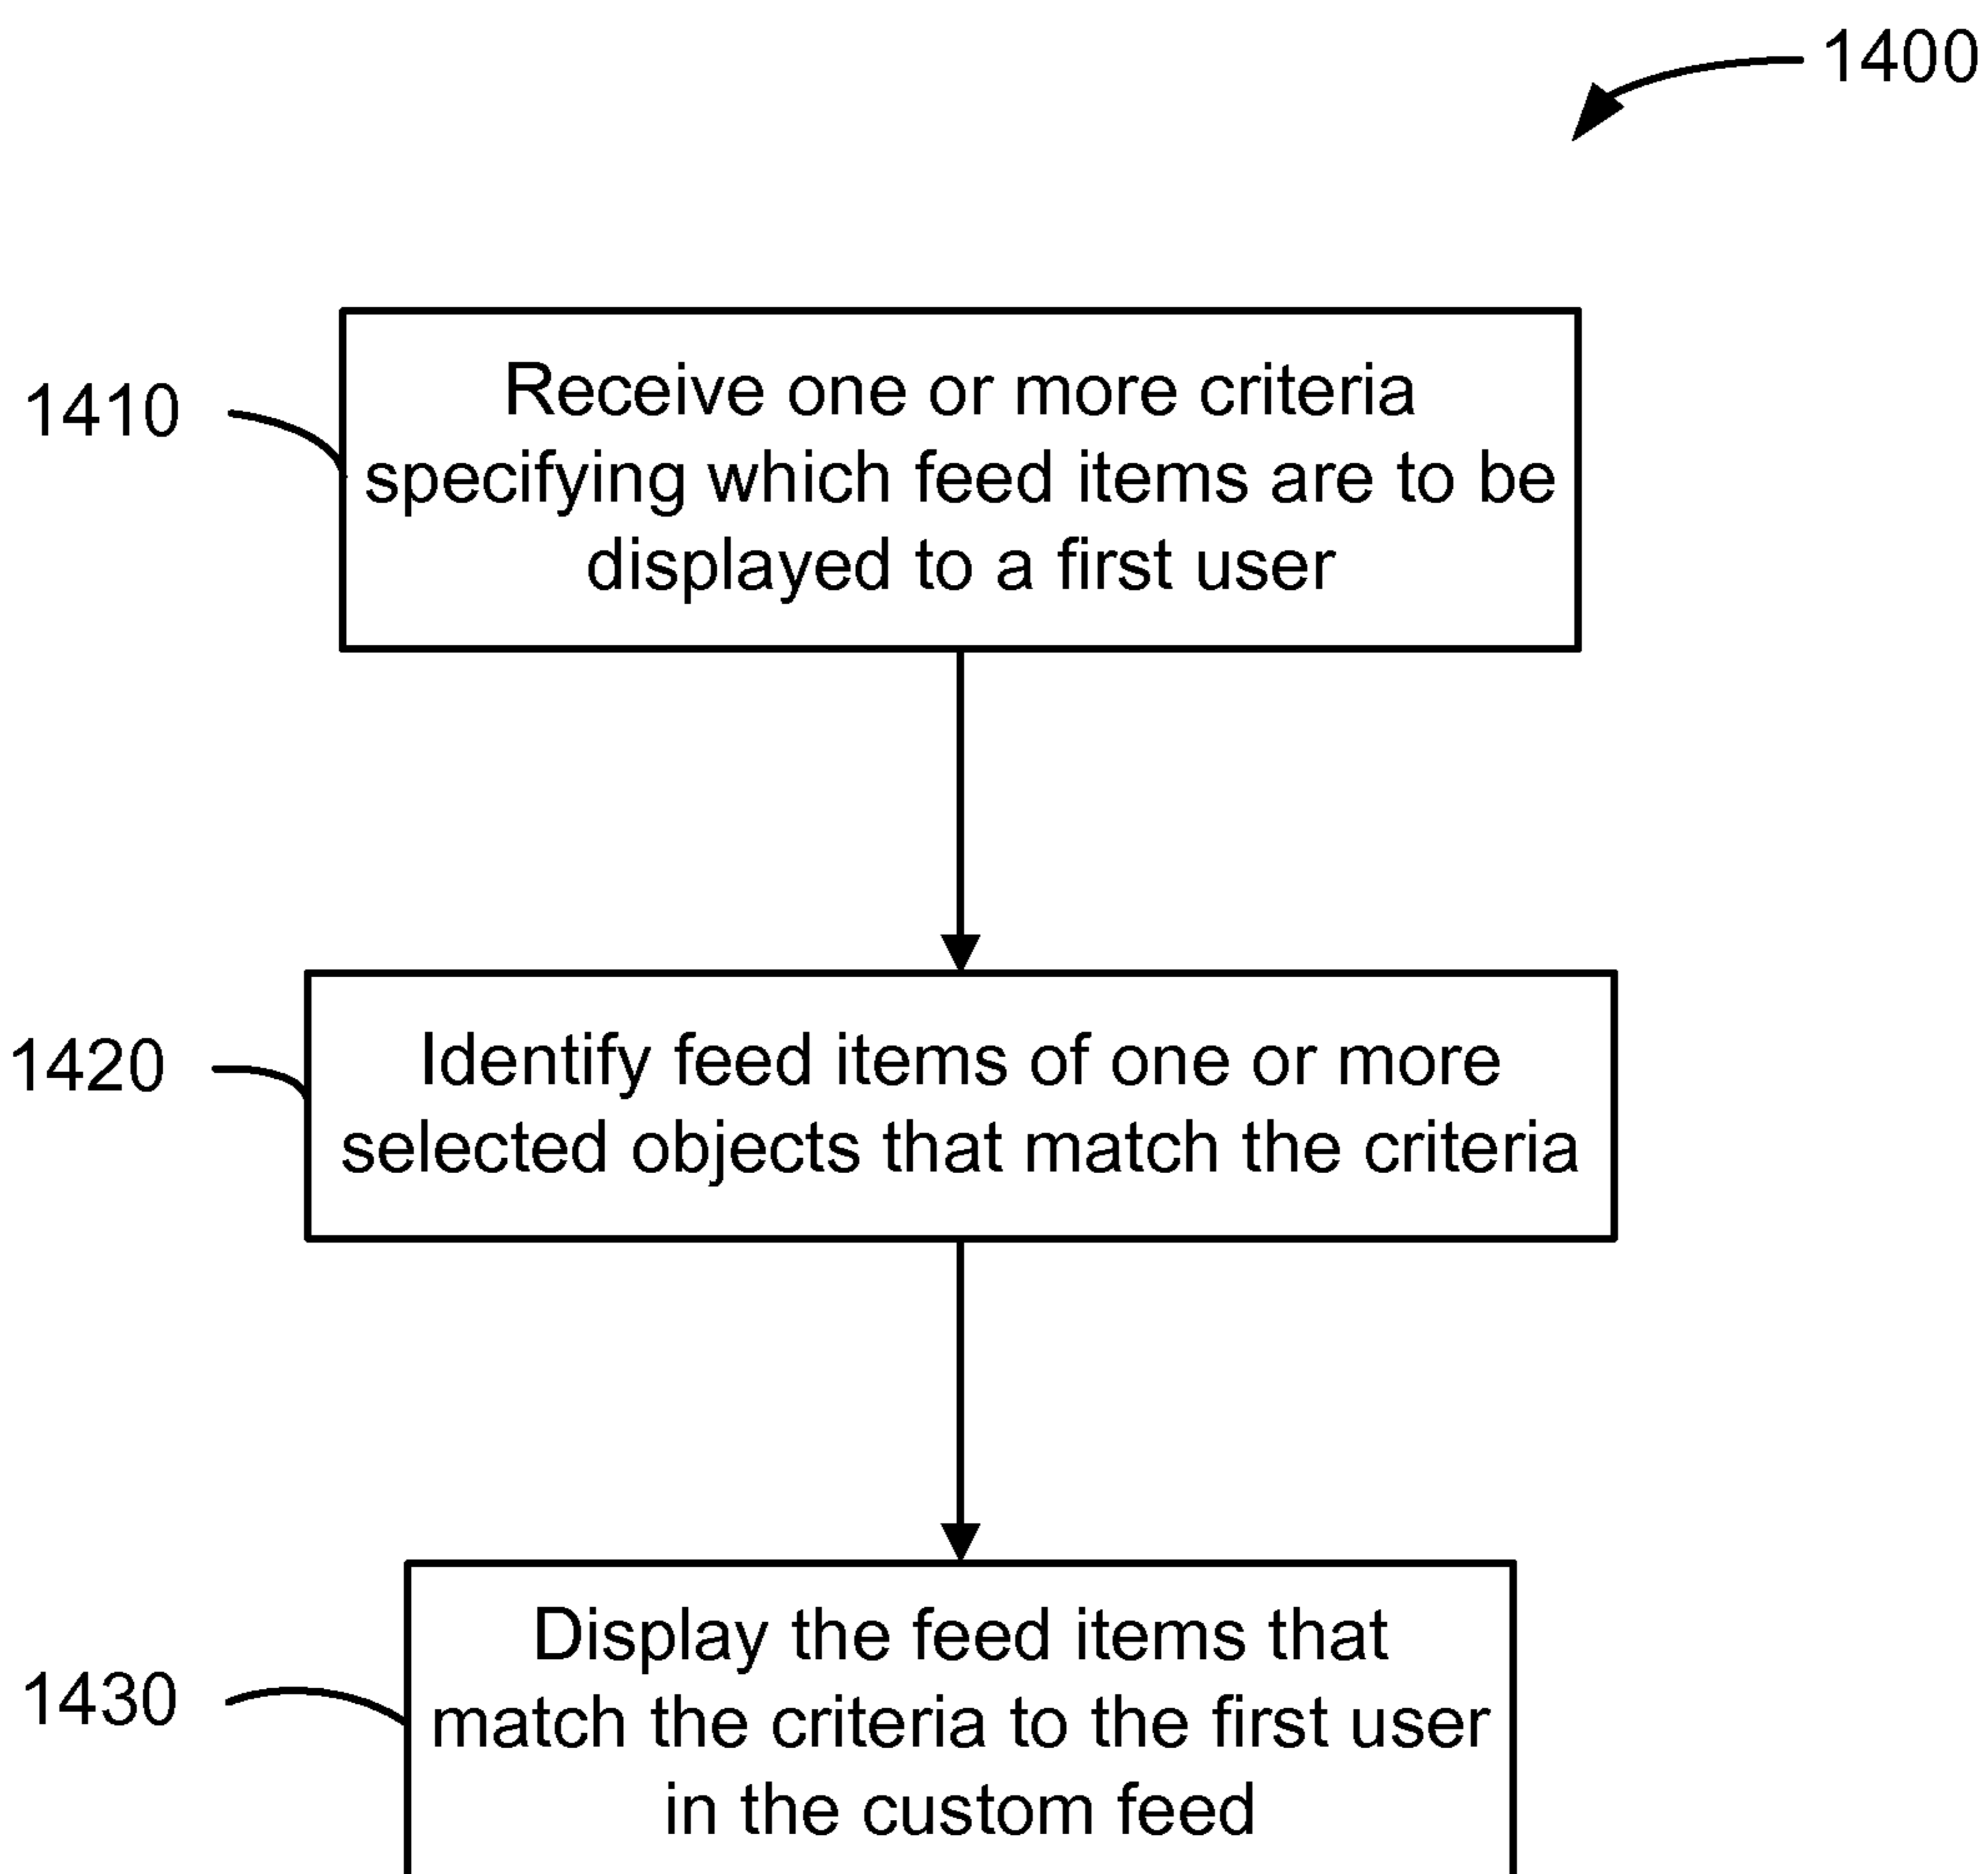 1400
1410
Receive one or more criteria
specifying which feed items are to be
displayed to a first user
1420
Identify feed items of one or more
selected objects that match the criteria
1430
Display the feed items that
match the criteria to the first user
in the custom feed